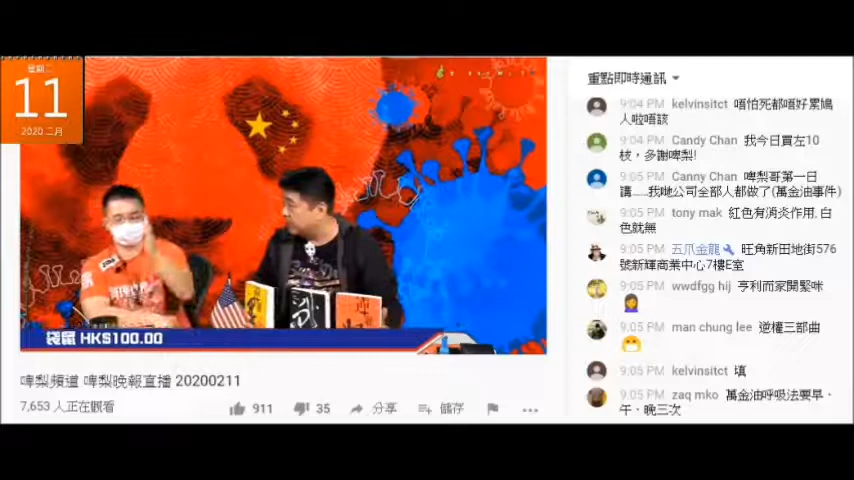 星期二
11
2020 二月
袋鼠 HK$100.00
啤梨頻道 啤梨晚報直播 20200211
7,653 人正在觀看
911
35
分享
儲存
重點即時通訊
9:04 PM kelvinsitct 唔怕死都唔好累鳩
人啦唔該
9:04 PM Candy Chan 我今日買左10
枝，多謝啤梨!
9:05 PM Canny Chan 啤梨哥第一日
講.....我哋公司全部人都做了(萬金油事件)
9:05 PM tony mak 紅色有消炎作用, 白
色就無
9:05 PM 五爪金龍 旺角新田地街576
號新輝商業中心7樓E室
9:05 PM wwdfgg hij 亨利而家開緊咪
9:05 PM man chung lee 逆權三部曲
9:05 PM kelvinsitct 填
9:05 PM zaq mko 萬金油呼吸法要早、
午、晚三次